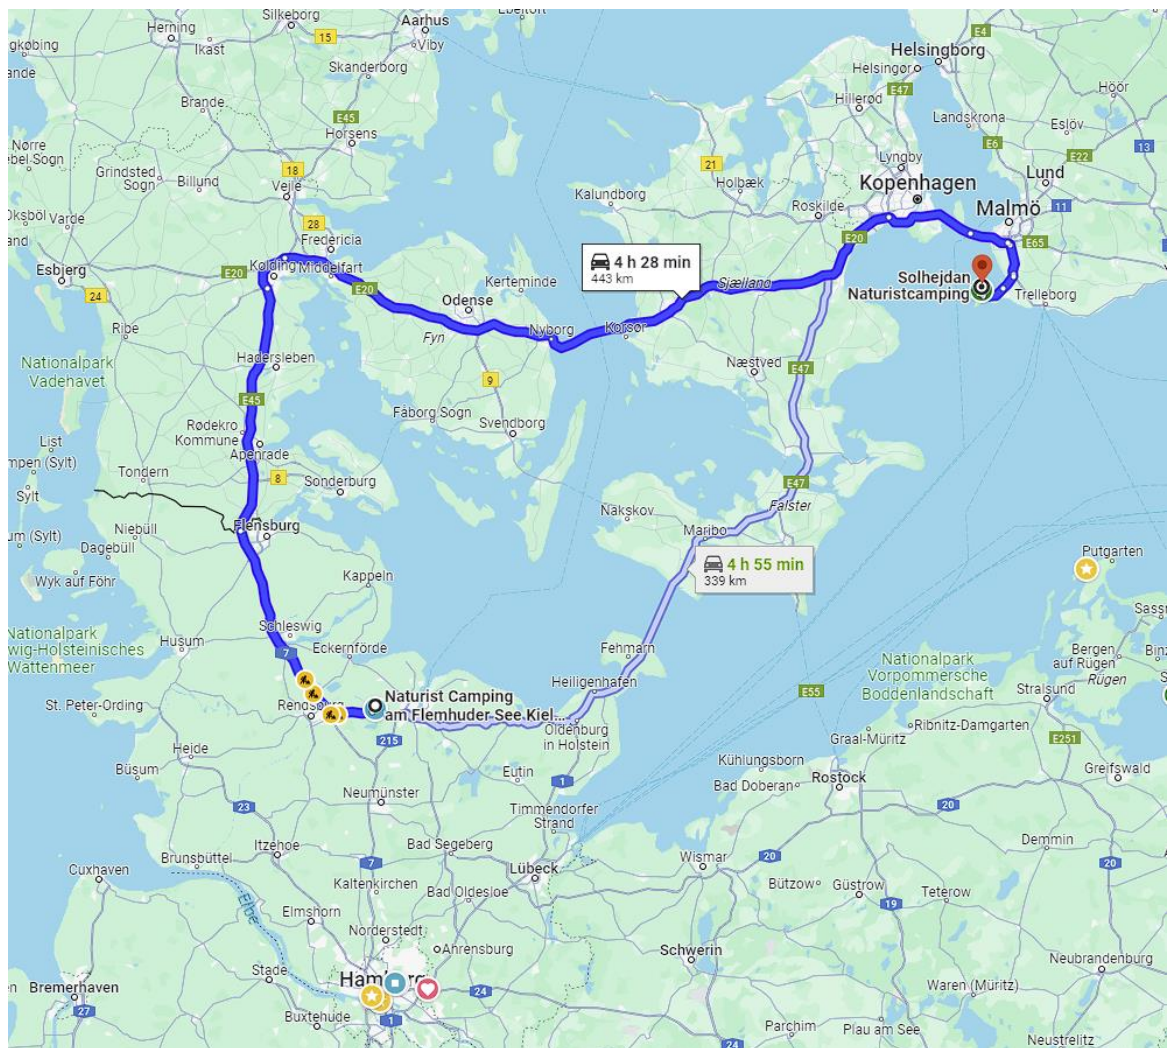 Herning
Silkeborg
Ebeltoft
Aarhus
Viby
Ikast
15
Skanderborg
Brande
E45
Horsens
Nørre
Grindsted
Sogn
Billund
18
Vejle
Varde
28
Fredericia
Esbjerg
24
E20
Kolding
Middelfart
E20
Kerteminde
Odense
Fyn
Nyborg
Ribe
Nationalpark
Vadehavet
Hadersleben
E45
9
Fåborg Sogn
Svendborg
Rødekro
Kommune
Apenrade
List
Tondern
8
Sonderburg
Sylt
Niebüll
Flensburg
Dagebüll
Wyk auf Föhr
Kappeln
Helsingborg
E4
Helsingør
E47
Hillerød
Höör
Landskrona
Eslöv
E6
13
E22
21
Holbæk
Lyngby
Lund
Kalundborg
Kopenhagen
Roskilde
Malmö
11
E20
E65
4 h 28 min
443 km
Sjælland
Solhejdan
Naturistcamping
Trelleborg
Korsør
Næstved
E47
E47
Nakskov
Falster
Maribo
4 h 55 min
339 km
Putgarten
Nationalpark
Wattenmeer
Husum
Schleswig
7
Eckernförde
Fehmarn
Heiligenhafen
St. Peter-Ording
Naturist Camping
am Flemhuder See Kiel...
215
Oldenburg
in Holstein
E55
Nationalpark
Vorpommersche
Boddenlandschaft
Bergen
auf Rügen
Rügen
Stralsund
Ribnitz-Damgarten
Graal-Müritz
E251
Heide
Büsum
Eutin
1
Kühlungsborn
Bad Doberan
Rostock
Greifswald
Neumünster
23
Timmendorfer
Strand
20
Demmin
Brunsbüttel
Itzehoe
Bad Segeberg
Wismar
20
20
Cuxhaven
7
Lübeck
Kaltenkirchen
Bützow
Güstrow
Teterow
Bad Oldesloe
19
Elbe
Elmshorn
Norderstedt
Ahrensburg
Schwerin
Neubrandenburg
Stade
Hamburg
24
Waren (Müritz)
Bremerhaven
27
Buxtehude
1
Parchim
Plau am See
24
Neustrelitz